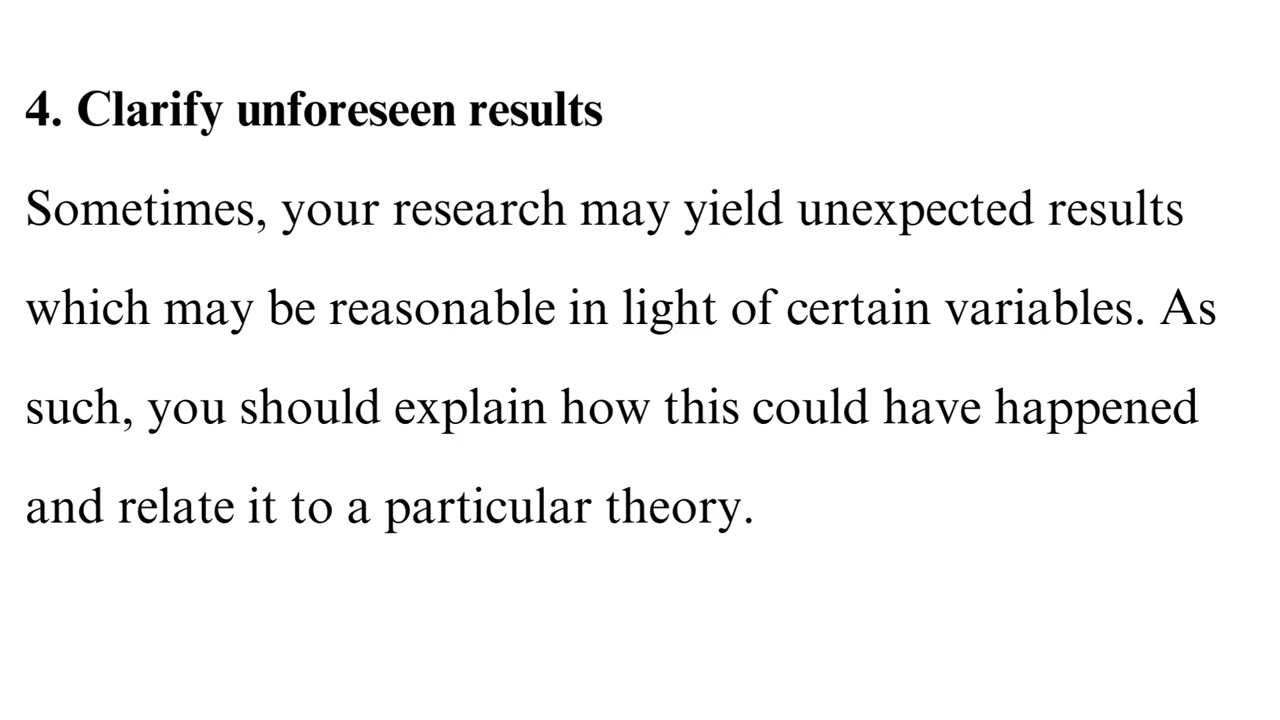 4. Clarify unforeseen results
Sometimes, your research may yield unexpected results
which may be reasonable in light of certain variables. As
such, you should explain how this could have happened
and relate it to a particular theory.